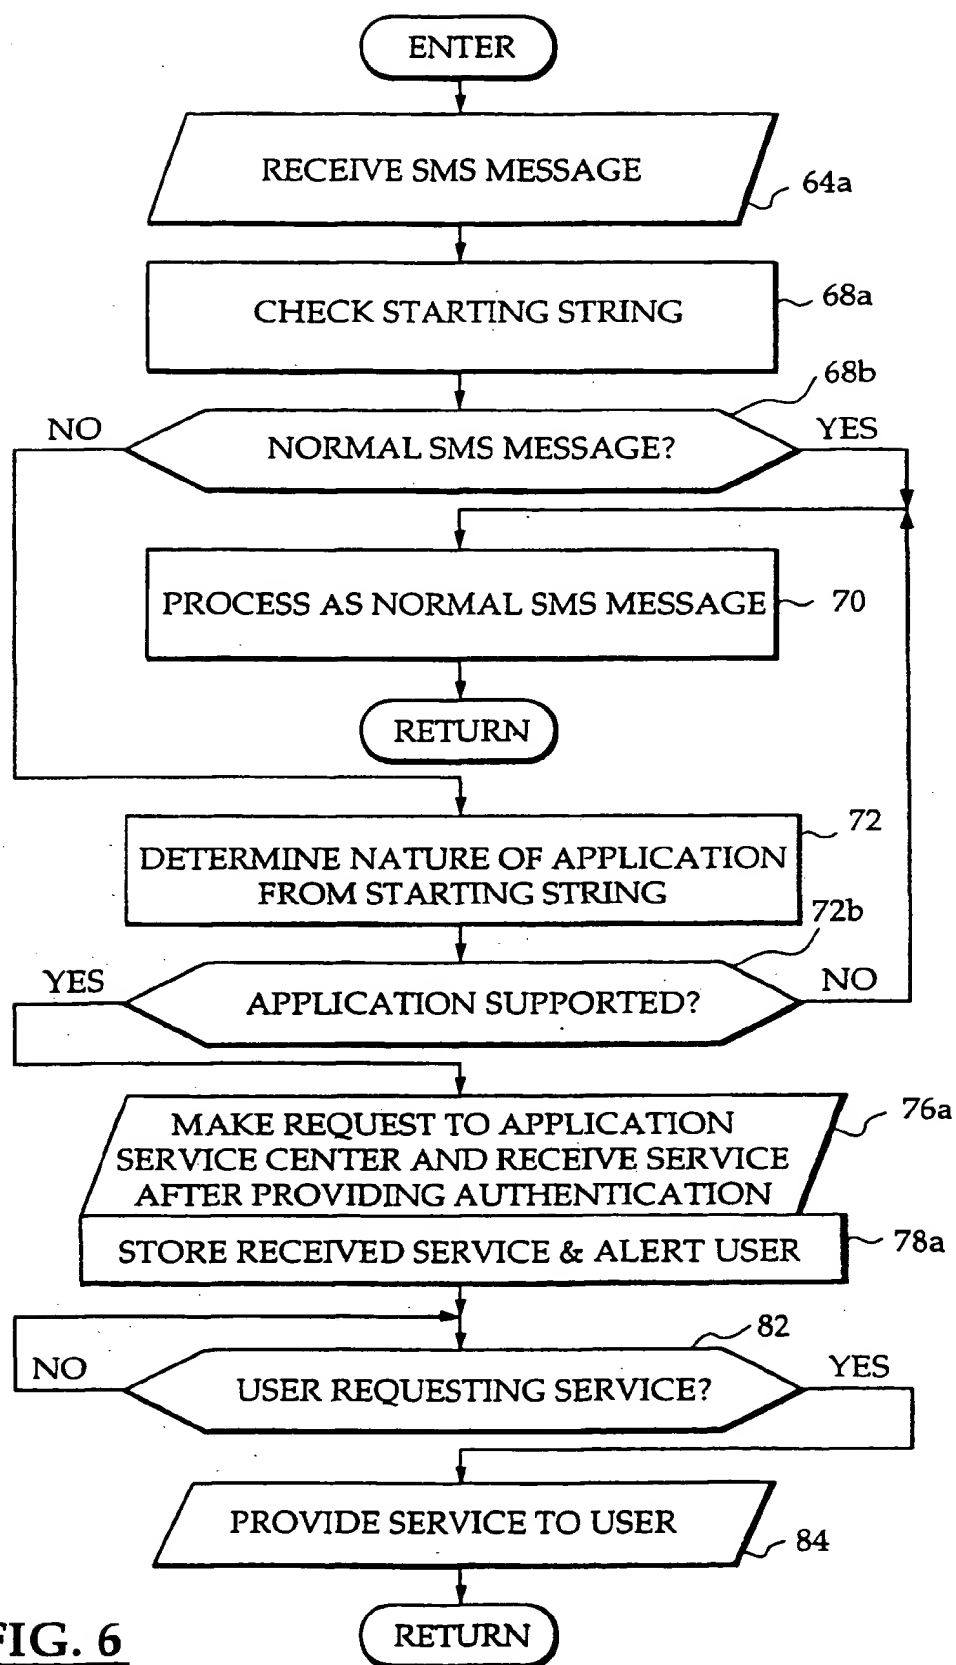 ENTER
RECEIVE SMS MESSAGE
64a
CHECK STARTING STRING
68a
68b
NO
NORMAL SMS MESSAGE?
YES
PROCESS AS NORMAL SMS MESSAGE
70
RETURN
72
DETERMINE NATURE OF APPLICATION
FROM STARTING STRING
72b
YES
APPLICATION SUPPORTED?
NO
MAKE REQUEST TO APPLICATION
SERVICE CENTER AND RECEIVE SERVICE
AFTER PROVIDING AUTHENTICATION
76a
STORE RECEIVED SERVICE & ALERT USER
78a
82
NO
USER REQUESTING SERVICE?
YES
PROVIDE SERVICE TO USER
84
RETURN
FIG. 6